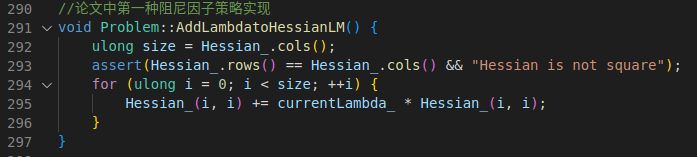 290 //论文中第一种阻尼因子策略实现
291 void Problem::AddLambdatoHessianLM() {
292 ulong size = Hessian_.cols();
293 assert(Hessian_.rows() == Hessian_.cols() && "Hessian is not square");
294 for (ulong i = 0; i < size; ++i) {
295 Hessian_(i, i) += currentLambda_ * Hessian_(i, i);
296 }
297 }